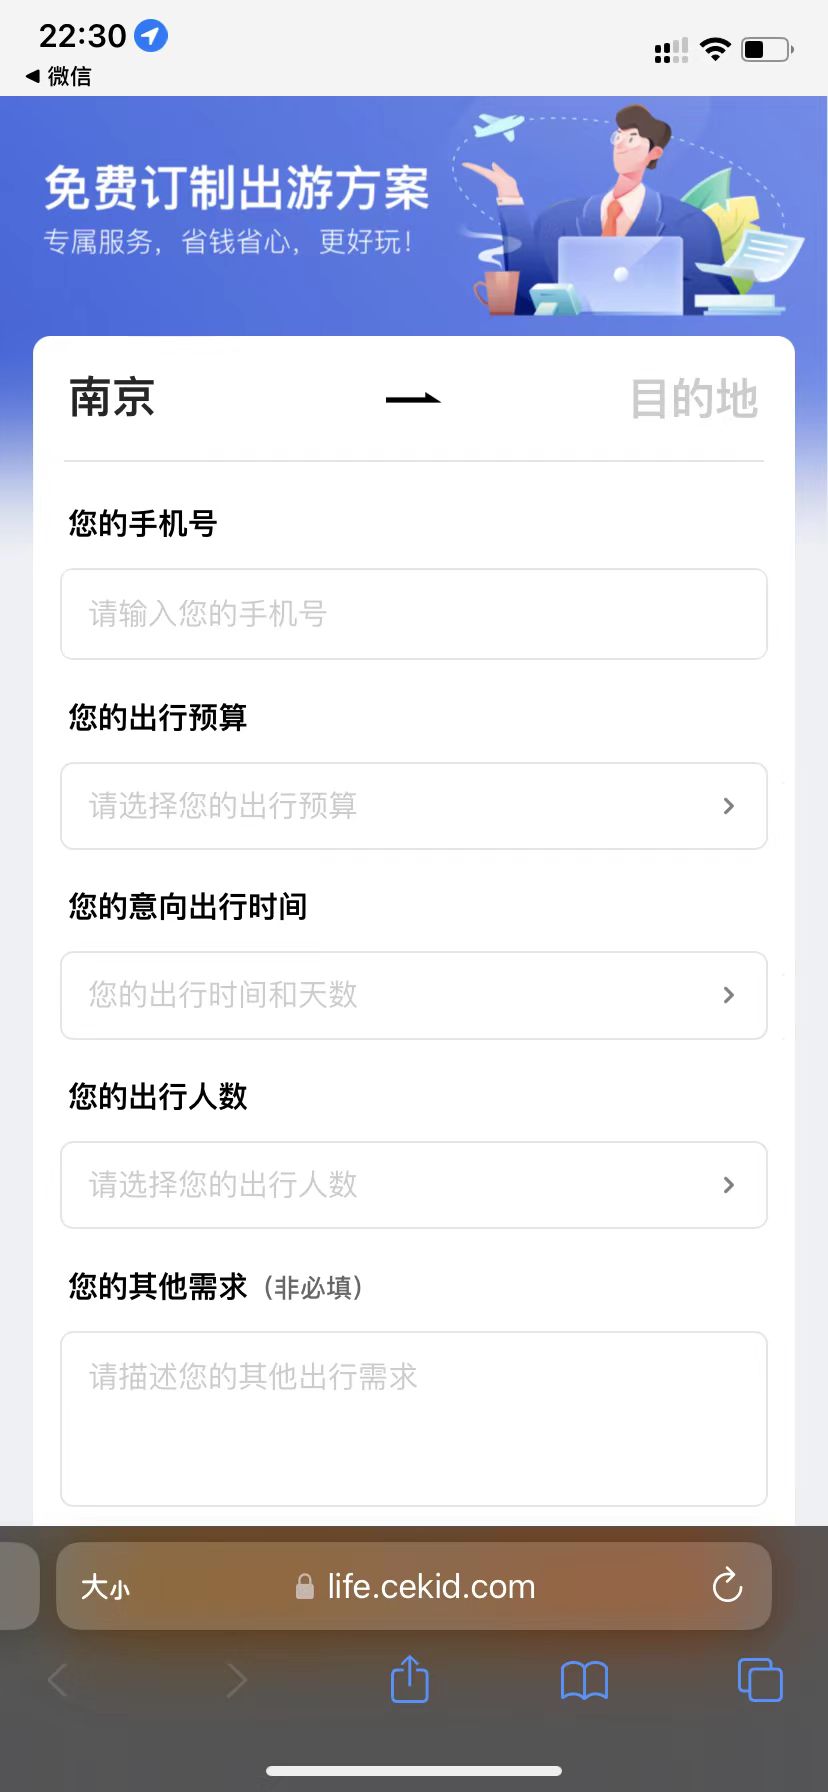 22:30
◀ 微信
免费订制出游方案
专属服务，省钱省心，更好玩！
南京
目的地
您的手机号
请输入您的手机号
您的出行预算
请选择您的出行预算
您的意向出行时间
您的出行时间和天数
您的出行人数
请选择您的出行人数
您的其他需求（非必填）
请描述您的其他出行需求
大小 life.cekid.com